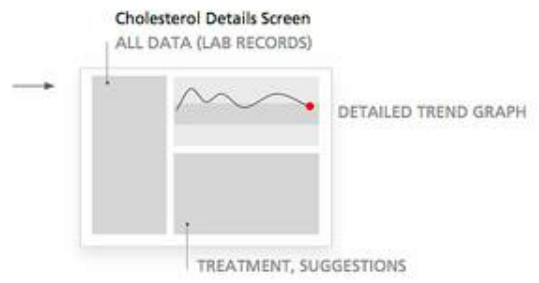 Cholesterol Details Screen
ALL DATA (LAB RECORDS)
DETAILED TREND GRAPH
TREATMENT, SUGGESTIONS